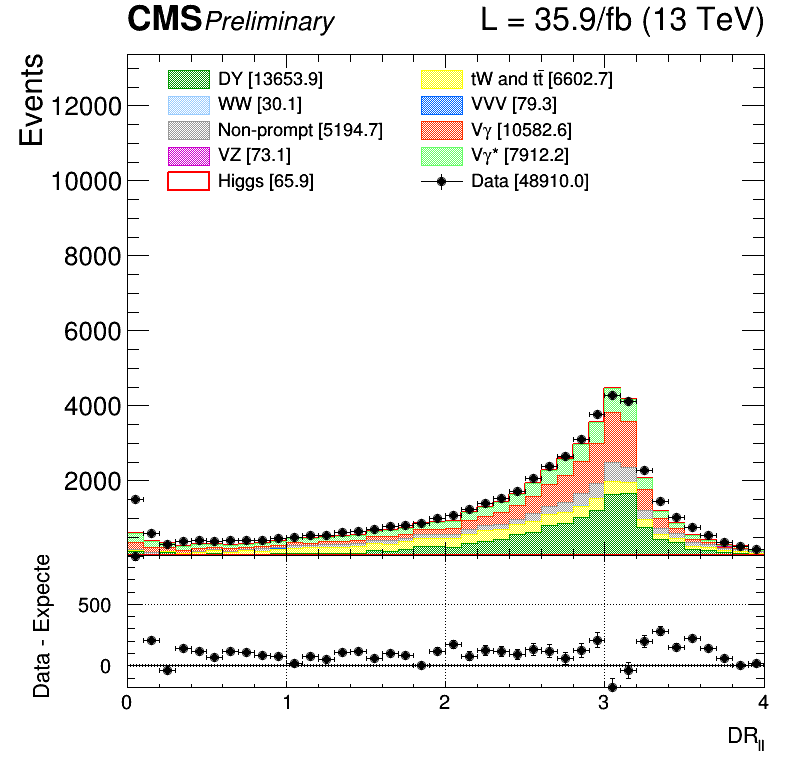 CMS Preliminary L = 35.9/fb (13 TeV)
Events
DY [13653.9] tW and tt̄ [6602.7]
WW [30.1] VVV [79.3]
Non-prompt [5194.7] Vγ [10582.6]
VZ [73.1] Vγ* [7912.2]
Higgs [65.9] Data [48910.0]
12000
10000
8000
6000
4000
2000
Data - Expecte
500
0
0 1 2 3 4
DRll